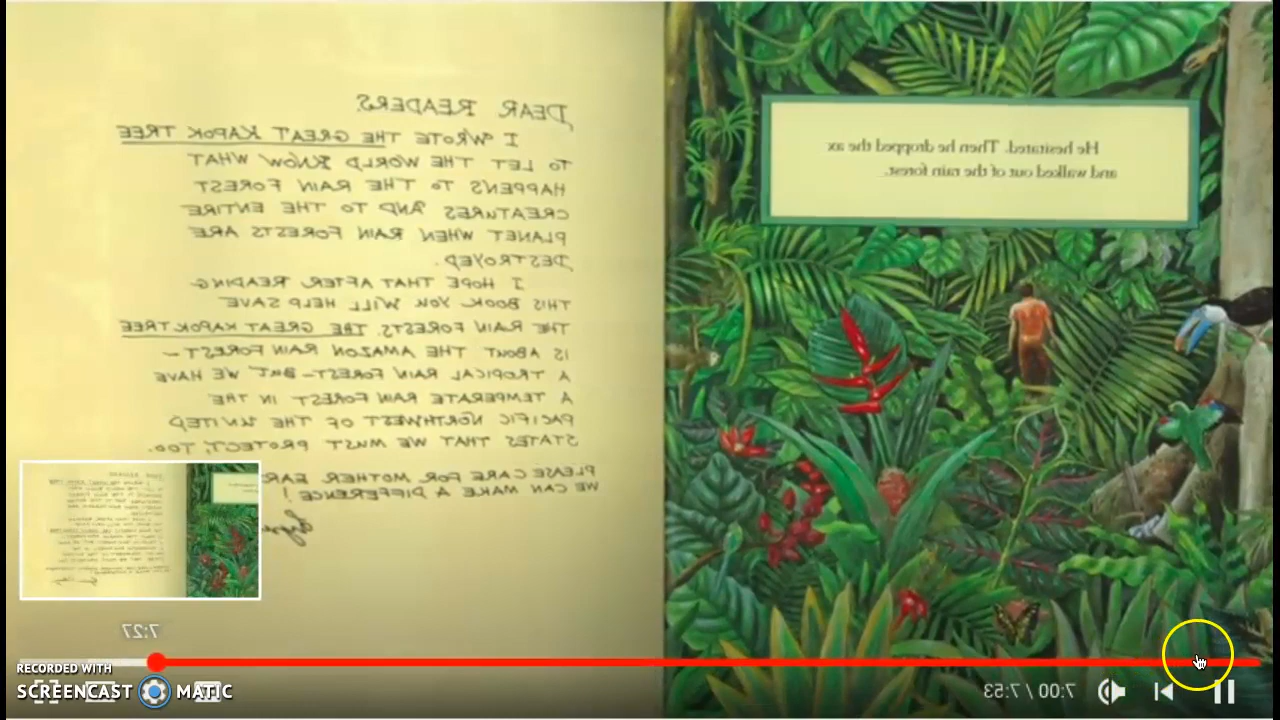 DEAR READERS,
I WROTE THE GREAT KAPOK TREE
TO LET THE WORLD KNOW WHAT
HAPPENS TO THE RAIN FOREST
CREATURES AND TO THE ENTIRE
PLANET WHEN RAIN FORESTS ARE
DESTROYED.
I HOPE THAT AFTER READING
THIS BOOK YOU WILL HELP SAVE
THE RAIN FORESTS. THE GREAT KAPOK TREE
IS ABOUT THE AMAZON RAIN FOREST–
A TROPICAL RAIN FOREST–BUT WE HAVE
A TEMPERATE RAIN FOREST IN THE
PACIFIC NORTHWEST OF THE UNITED
STATES THAT WE MUST PROTECT, TOO.
PLEASE CARE FOR MOTHER EAR
WE CAN MAKE A DIFFERENCE!
He hesitated. Then he dropped the ax
and walked out of the rain forest.
7:27
RECORDED WITH
SCREENCAST MATIC
7:00 / 7:53